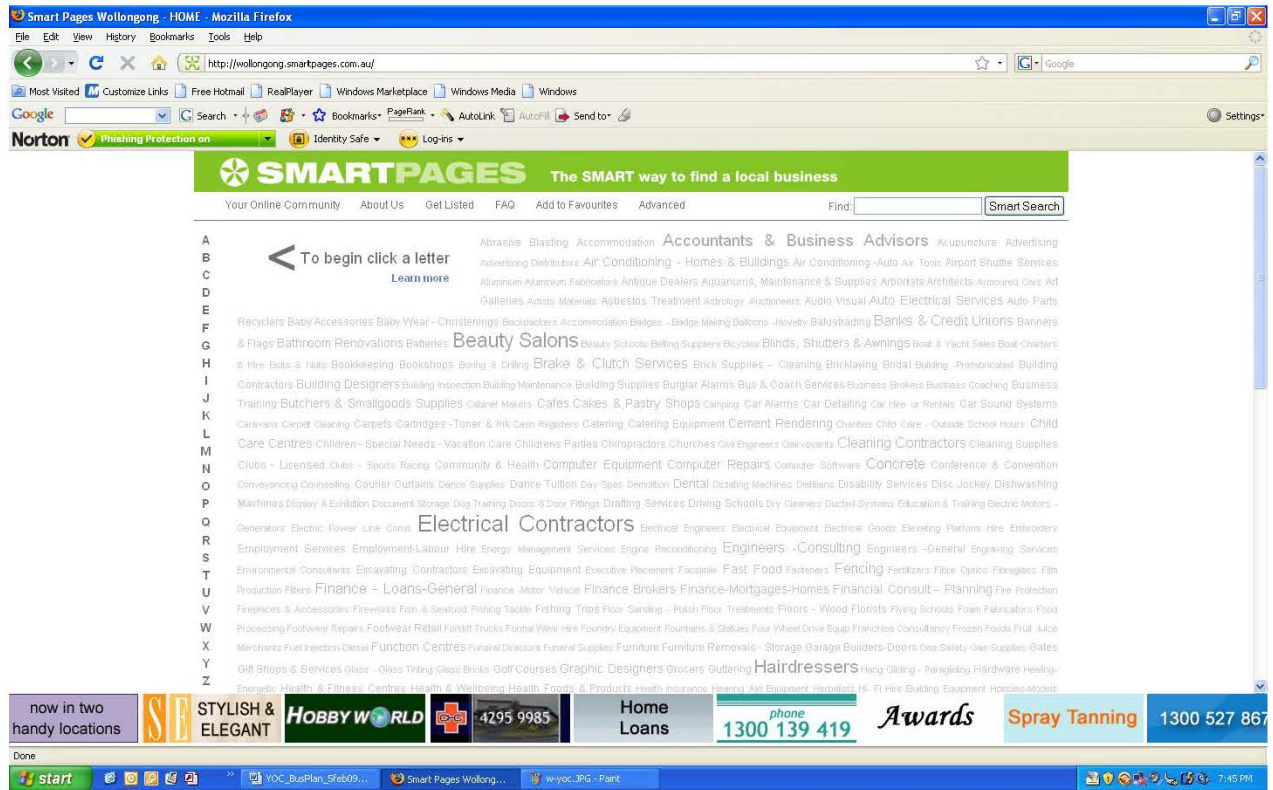 Smart Pages Wollongong - HOME - Mozilla Firefox
File Edit View History Bookmarks Tools Help
http://wollongong.smartpages.com.au/ Google
Most Visited Customize Links Free Hotmail RealPlayer Windows Marketplace Windows Media Windows
Google Search Bookmarks PageRank AutoLink AutoFill Send to Settings
Norton Phishing Protection on Identity Safe Log-ins
SMARTPAGES The SMART way to find a local business
Your Online Community About Us Get Listed FAQ Add to Favourites Advanced Find: Smart Search
A
B
C
D
E
F
G
H
I
J
K
L
M
N
O
P
Q
R
S
T
U
V
W
X
Y
Z
< To begin click a letter
Learn more
Abrasive Blasting Accommodation Accountants & Business Advisors Acupuncture Advertising
Advertising Distributors Air Conditioning - Homes & Buildings Air Conditioning -Auto Air Tools Airport Shuttle Services
Aluminium Aluminium Fabricators Antique Dealers Aquariums, Maintenance & Supplies Arborists Architects Armoured Cars Art
Galleries Artists Materials Asbestos Treatment Astrology Auctioneers Audio Visual Auto Electrical Services Auto Parts
Recyclers Baby Accessories Baby Wear - Christenings Backpackers Accommodation Badges - Badge Making Balloons -Novelty Balustrading Banks & Credit Unions Banners
& Flags Bathroom Renovations Batteries Beauty Salons Beauty Schools Belting Suppliers Bicycles Blinds, Shutters & Awnings Boat & Yacht Sales Boat Charters
& Hire Bolts & Nuts Bookkeeping Bookshops Boring & Drilling Brake & Clutch Services Brick Supplies - Cleaning Bricklaying Bridal Building -Prefabricated Building
Contractors Building Designers Building Inspection Building Maintenance Building Supplies Burglar Alarms Bus & Coach Services Business Brokers Business Coaching Business
Training Butchers & Smallgoods Supplies Cabinet Makers Cafes Cakes & Pastry Shops Camping Car Alarms Car Detailing Car Hire or Rentals Car Sound Systems
Caravans Carpet Cleaning Carpets Cartridges -Toner & Ink Cash Registers Catering Catering Equipment Cement Rendering Charities Child Care - Outside School Hours Child
Care Centres Children - Special Needs - Vacation Care Childrens Parties Chiropractors Churches Civil Engineers Clairvoyants Cleaning Contractors Cleaning Supplies
Clubs - Licensed Clubs - Sports Racing Community & Health Computer Equipment Computer Repairs Computer Software Concrete Conference & Convention
Conveyancing Counselling Courier Curtains Dance Supplies Dance Tuition Day Spas Demolition Dental Dictating Machines Dietitians Disability Services Disc Jockey Dishwashing
Machines Display & Exhibition Document Storage Dog Training Doors & Door Fittings Drafting Services Driving Schools Dry Cleaners Ducted Systems Education & Training Electric Motors -
Generators Electric Power Line Const Electrical Contractors Electrical Engineers Electrical Equipment Electrical Goods Elevating Platform Hire Embroidery
Employment Services Employment-Labour Hire Energy Management Services Engine Reconditioning Engineers -Consulting Engineers -General Engraving Services
Environmental Consultants Excavating Contractors Excavating Equipment Executive Placement Facsimile Fast Food Fasteners Fencing Fertilizers Fibre Optics Fibreglass Film
Production Filters Finance - Loans-General Finance -Motor Vehicle Finance Brokers Finance-Mortgages-Homes Financial Consult - Planning Fire Protection
Fireplaces & Accessories Fireworks Fish & Seafood Fishing Tackle Fishing Trips Floor Sanding - Polish Floor Treatments Floors - Wood Florists Flying Schools Foam Fabricators Food
Processing Footwear Repairs Footwear Retail Forklift Trucks Formal Wear Hire Foundry Equipment Fountains & Statues Four Wheel Drive Equip Franchise Consultancy Frozen Foods Fruit Juice
Merchants Fuel Injection-Diesel Function Centres Funeral Directors Funeral Supplies Furniture Furniture Removals - Storage Garage Builders-Doors Gas Safety Gas Supplies Gates
Gift Shops & Services Glass - Glass Tinting Glass Bricks Golf Courses Graphic Designers Grocers Guttering Hairdressers Hang Gliding - Paragliding Hardware Healing-
Energetic Health & Fitness Centres Health & Wellbeing Health Foods & Products Health Insurance Hearing Aid Equipment Herbalists Hi- Fi Hire Building Equipment Hobbies-Models
now in two
handy locations
SE
STYLISH &
ELEGANT
HOBBY WORLD
4295 9985
Home
Loans
phone
1300 139 419
Awards
Spray Tanning
1300 527 867
Done
start YOC_BusPlan_5feb09... Smart Pages Wollong... w-yoc.JPG - Paint 7:45 PM